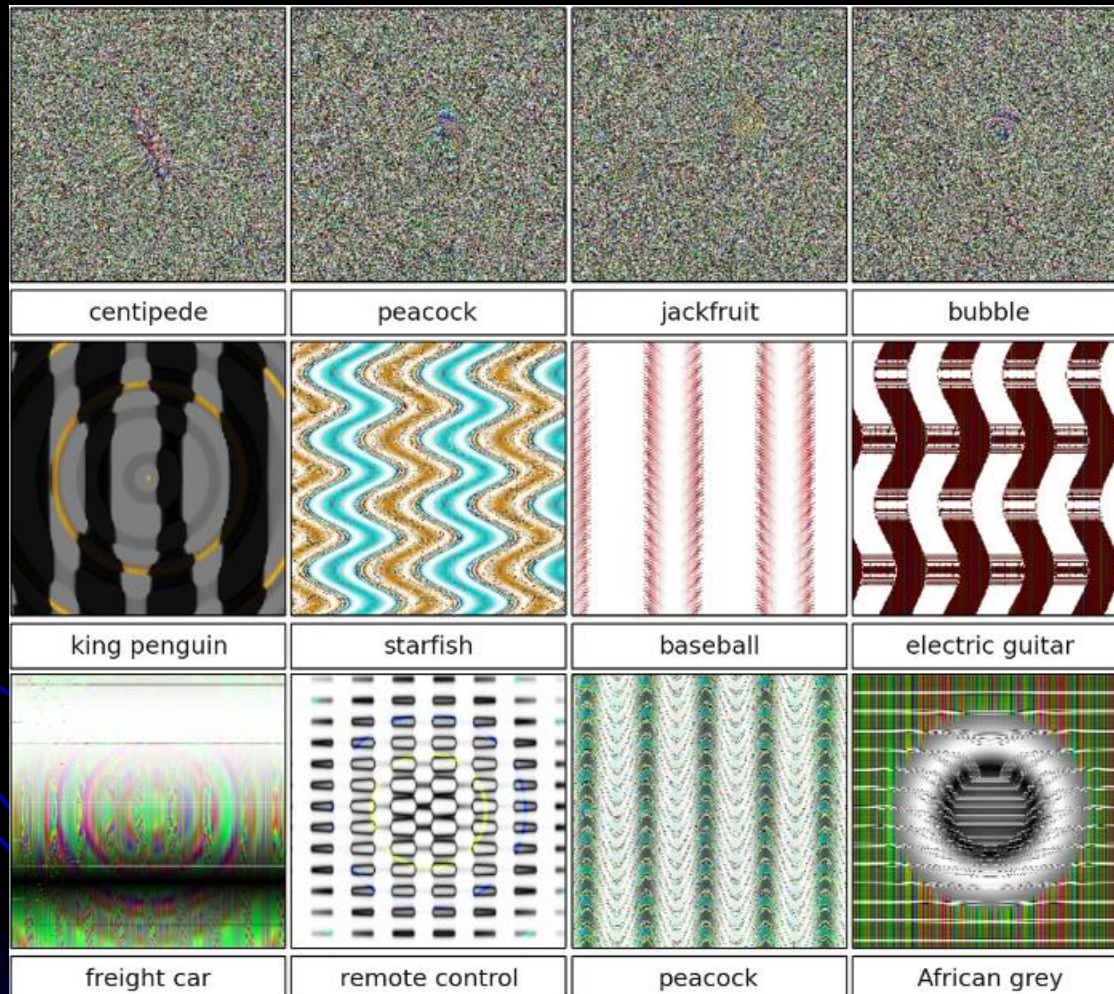 centipede
peacock
jackfruit
bubble
king penguin
starfish
baseball
electric guitar
freight car
remote control
peacock
African grey